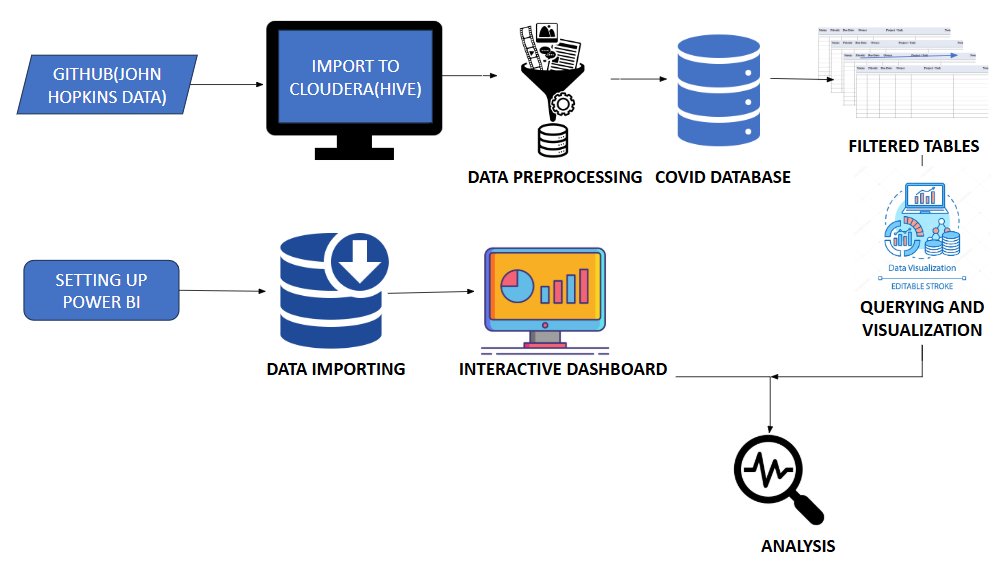 GITHUB(JOHN
HOPKINS DATA)
IMPORT TO
CLOUDERA(HIVE)
DATA PREPROCESSING
COVID DATABASE
FILTERED TABLES
Data Visualization
EDITABLE STROKE
QUERYING AND
VISUALIZATION
SETTING UP
POWER BI
DATA IMPORTING
INTERACTIVE DASHBOARD
ANALYSIS